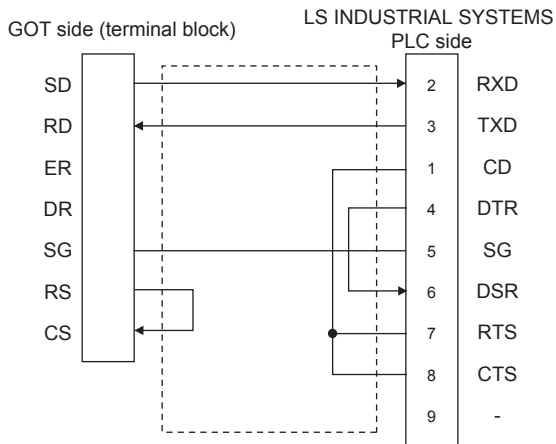 LS INDUSTRIAL SYSTEMS
GOT side (terminal block)
PLC side
SD 2 RXD
RD 3 TXD
ER 1 CD
DR 4 DTR
SG 5 SG
RS 6 DSR
CS 7 RTS
8 CTS
9 -